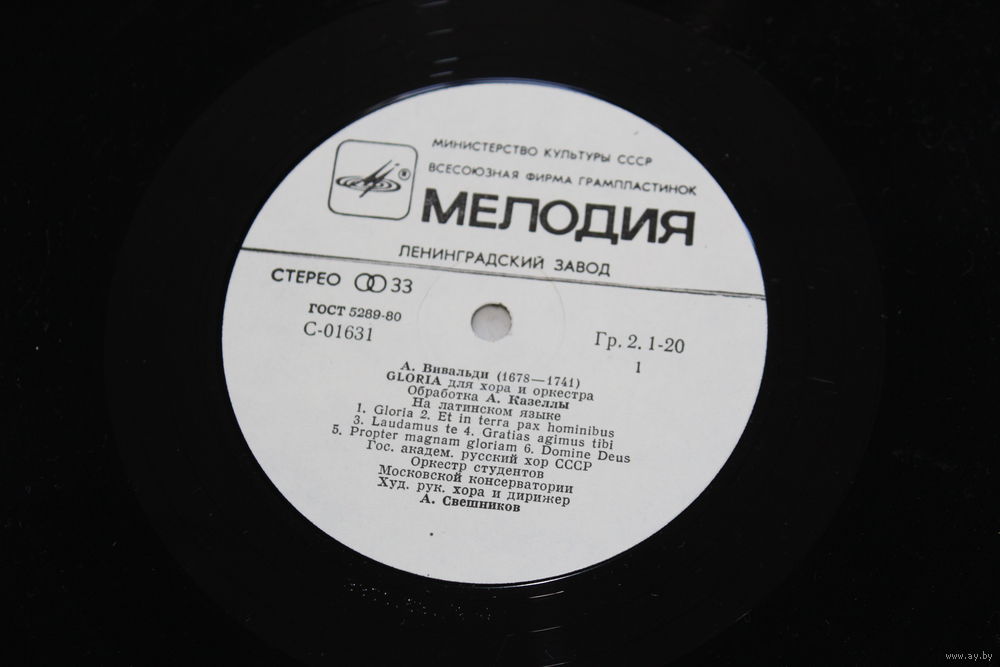 МИНИСТЕРСТВО КУЛЬТУРЫ СССР
ВСЕСОЮЗНАЯ ФИРМА ГРАМПЛАСТИНОК
МЕЛОДИЯ
ЛЕНИНГРАДСКИЙ ЗАВОД
СТЕРЕО 33
ГОСТ 5289-80
С-01631
Гр. 2. 1-20
1
А. Вивальди (1678—1741)
GLORIA для хора и оркестра
Обработка А. Казеллы
На латинском языке
1. Gloria 2. Et in terra pax hominibus
3. Laudamus te 4. Gratias agimus tibi
5. Propter magnam gloriam 6. Domine Deus
Гос. академ. русский хор СССР
Оркестр студентов
Московской консерватории
Худ. рук. хора и дирижер
А. Свешников
www.ay.by